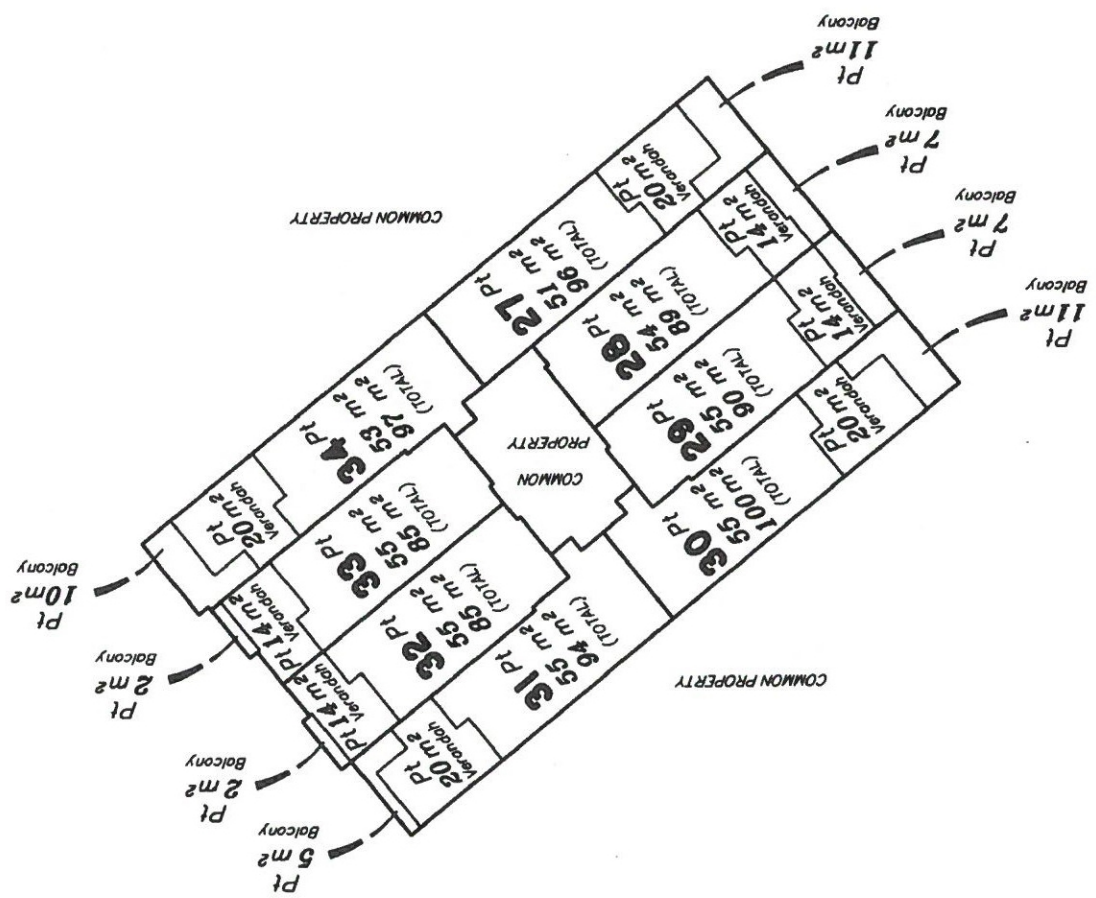 Pt
5 m²
Balcony
Pt
2 m²
Balcony
Pt
2 m²
Balcony
Pt
10 m²
Balcony
Pt
20 m²
Verandah
Pt 14 m²
Verandah
Pt 14 m²
Verandah
Pt
20 m²
Verandah
COMMON PROPERTY
31 Pt
55 m²
94 m²
(TOTAL)
32 Pt
55 m²
85 m²
(TOTAL)
33 Pt
55 m²
85 m²
(TOTAL)
34 Pt
53 m²
97 m²
(TOTAL)
COMMON
PROPERTY
30 Pt
55 m²
100 m²
(TOTAL)
29 Pt
55 m²
90 m²
(TOTAL)
28 Pt
54 m²
89 m²
(TOTAL)
27 Pt
51 m²
96 m²
(TOTAL)
COMMON PROPERTY
Pt
20 m²
Verandah
Pt
14 m²
Verandah
Pt
14 m²
Verandah
Pt
20 m²
Verandah
Pt
11 m²
Balcony
Pt
7 m²
Balcony
Pt
7 m²
Balcony
Pt
11 m²
Balcony